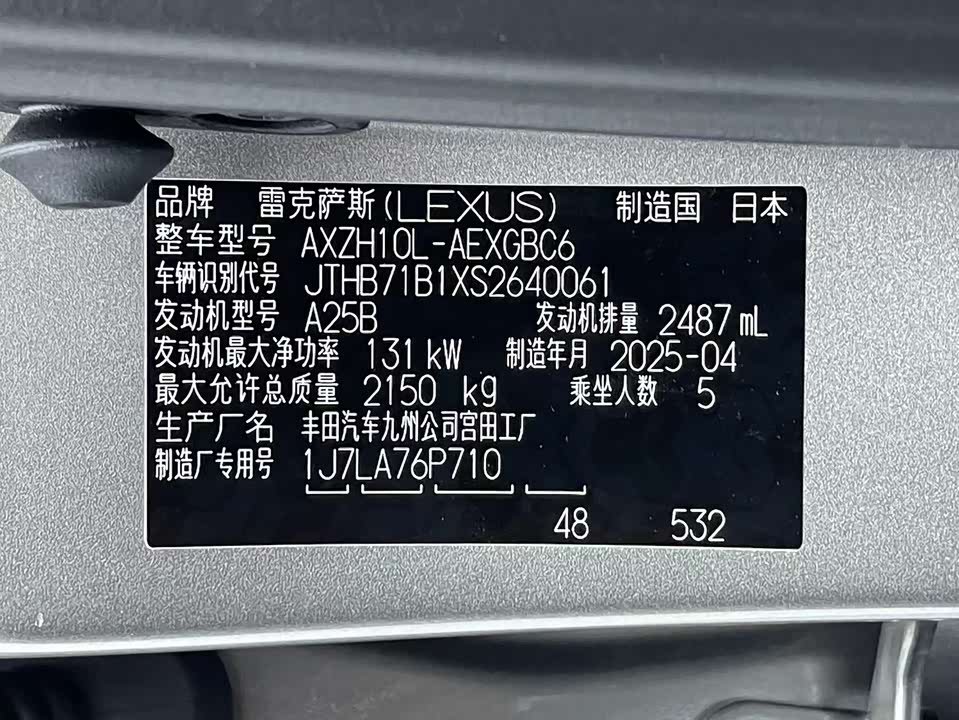 品牌 雷克萨斯(LEXUS) 制造国 日本
整车型号 AXZH10L-AEXGBC6
车辆识别代号 JTHB71B1XS2640061
发动机型号 A25B 发动机排量 2487 mL
发动机最大净功率 131 kW 制造年月 2025-04
最大允许总质量 2150 kg 乘坐人数 5
生产厂名 丰田汽车九州公司宫田工厂
制造厂专用号 1J7LA76P710
48 532